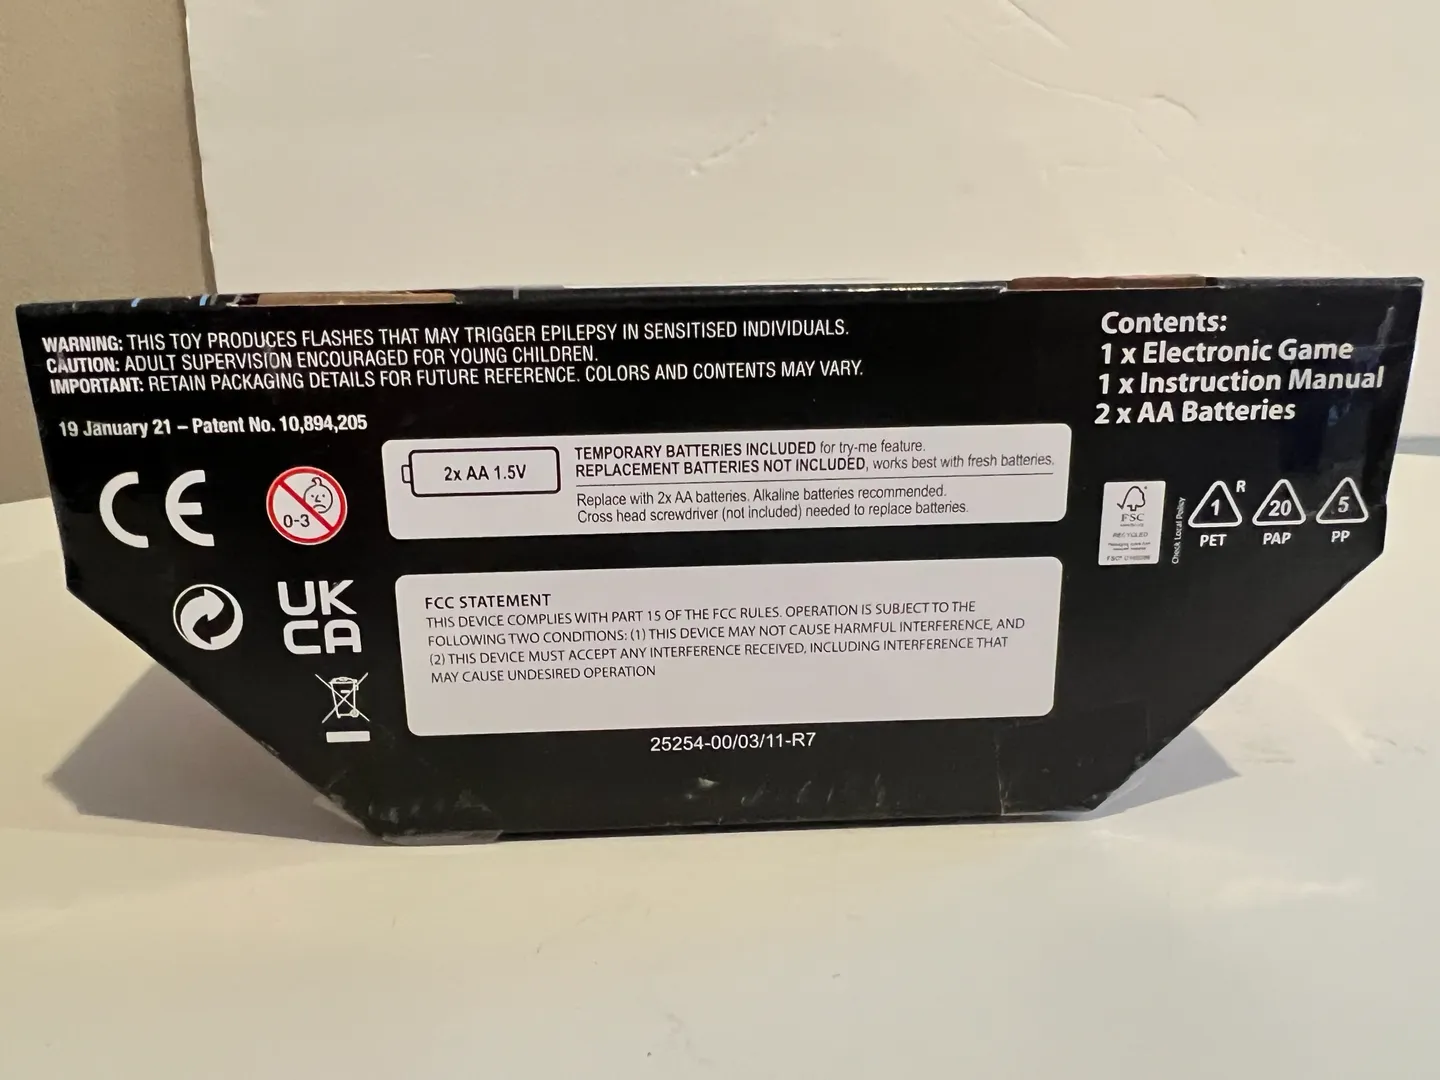 WARNING: THIS TOY PRODUCES FLASHES THAT MAY TRIGGER EPILEPSY IN SENSITISED INDIVIDUALS.
CAUTION: ADULT SUPERVISION ENCOURAGED FOR YOUNG CHILDREN.
IMPORTANT: RETAIN PACKAGING DETAILS FOR FUTURE REFERENCE. COLORS AND CONTENTS MAY VARY.
19 January 21 – Patent No. 10,894,205
CE
0-3
UK
CA
2x AA 1.5V
TEMPORARY BATTERIES INCLUDED for try-me feature.
REPLACEMENT BATTERIES NOT INCLUDED, works best with fresh batteries.
Replace with 2x AA batteries. Alkaline batteries recommended.
Cross head screwdriver (not included) needed to replace batteries.
FCC STATEMENT
THIS DEVICE COMPLIES WITH PART 15 OF THE FCC RULES. OPERATION IS SUBJECT TO THE
FOLLOWING TWO CONDITIONS: (1) THIS DEVICE MAY NOT CAUSE HARMFUL INTERFERENCE, AND
(2) THIS DEVICE MUST ACCEPT ANY INTERFERENCE RECEIVED, INCLUDING INTERFERENCE THAT
MAY CAUSE UNDESIRED OPERATION
25254-00/03/11-R7
Contents:
1 x Electronic Game
1 x Instruction Manual
2 x AA Batteries
FSC
RECYCLED
Check Local Policy
1 R
PET
20
PAP
5
PP